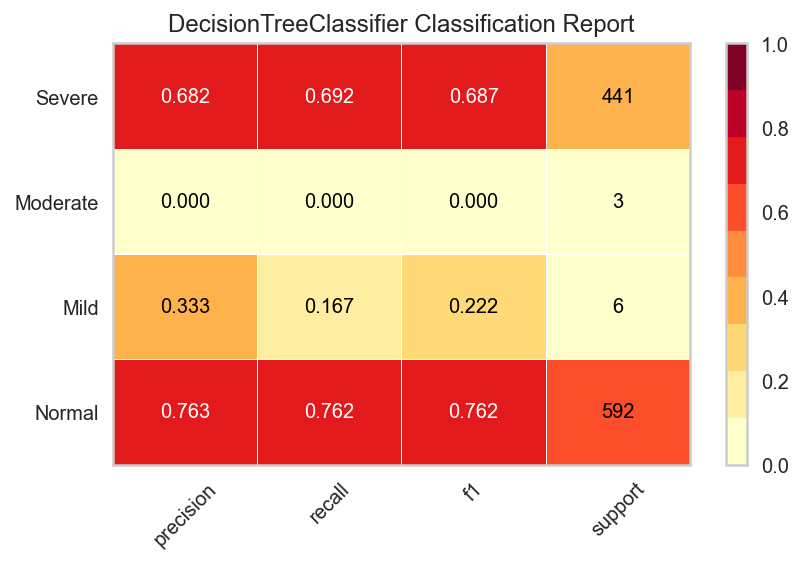 DecisionTreeClassifier Classification Report
Severe 0.682 0.692 0.687 441
Moderate 0.000 0.000 0.000 3
Mild 0.333 0.167 0.222 6
Normal 0.763 0.762 0.762 592
precision recall f1 support
1.0
0.8
0.6
0.4
0.2
0.0